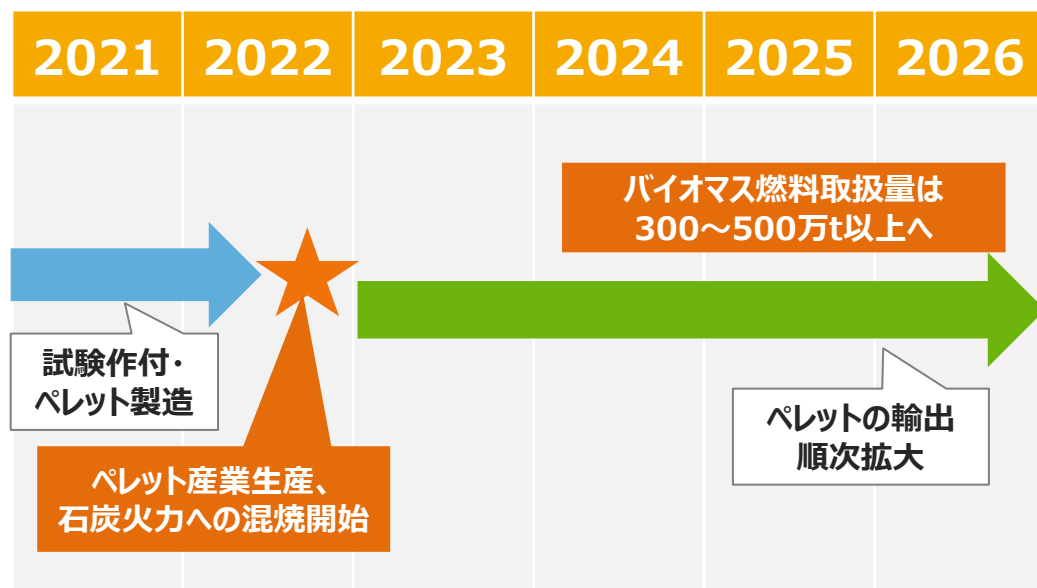 2021 2022 2023 2024 2025 2026
バイオマス燃料取扱量は
300～500万t以上へ
試験作付・
ペレット製造
ペレットの輸出
順次拡大
ペレット産業生産、
石炭火力への混焼開始